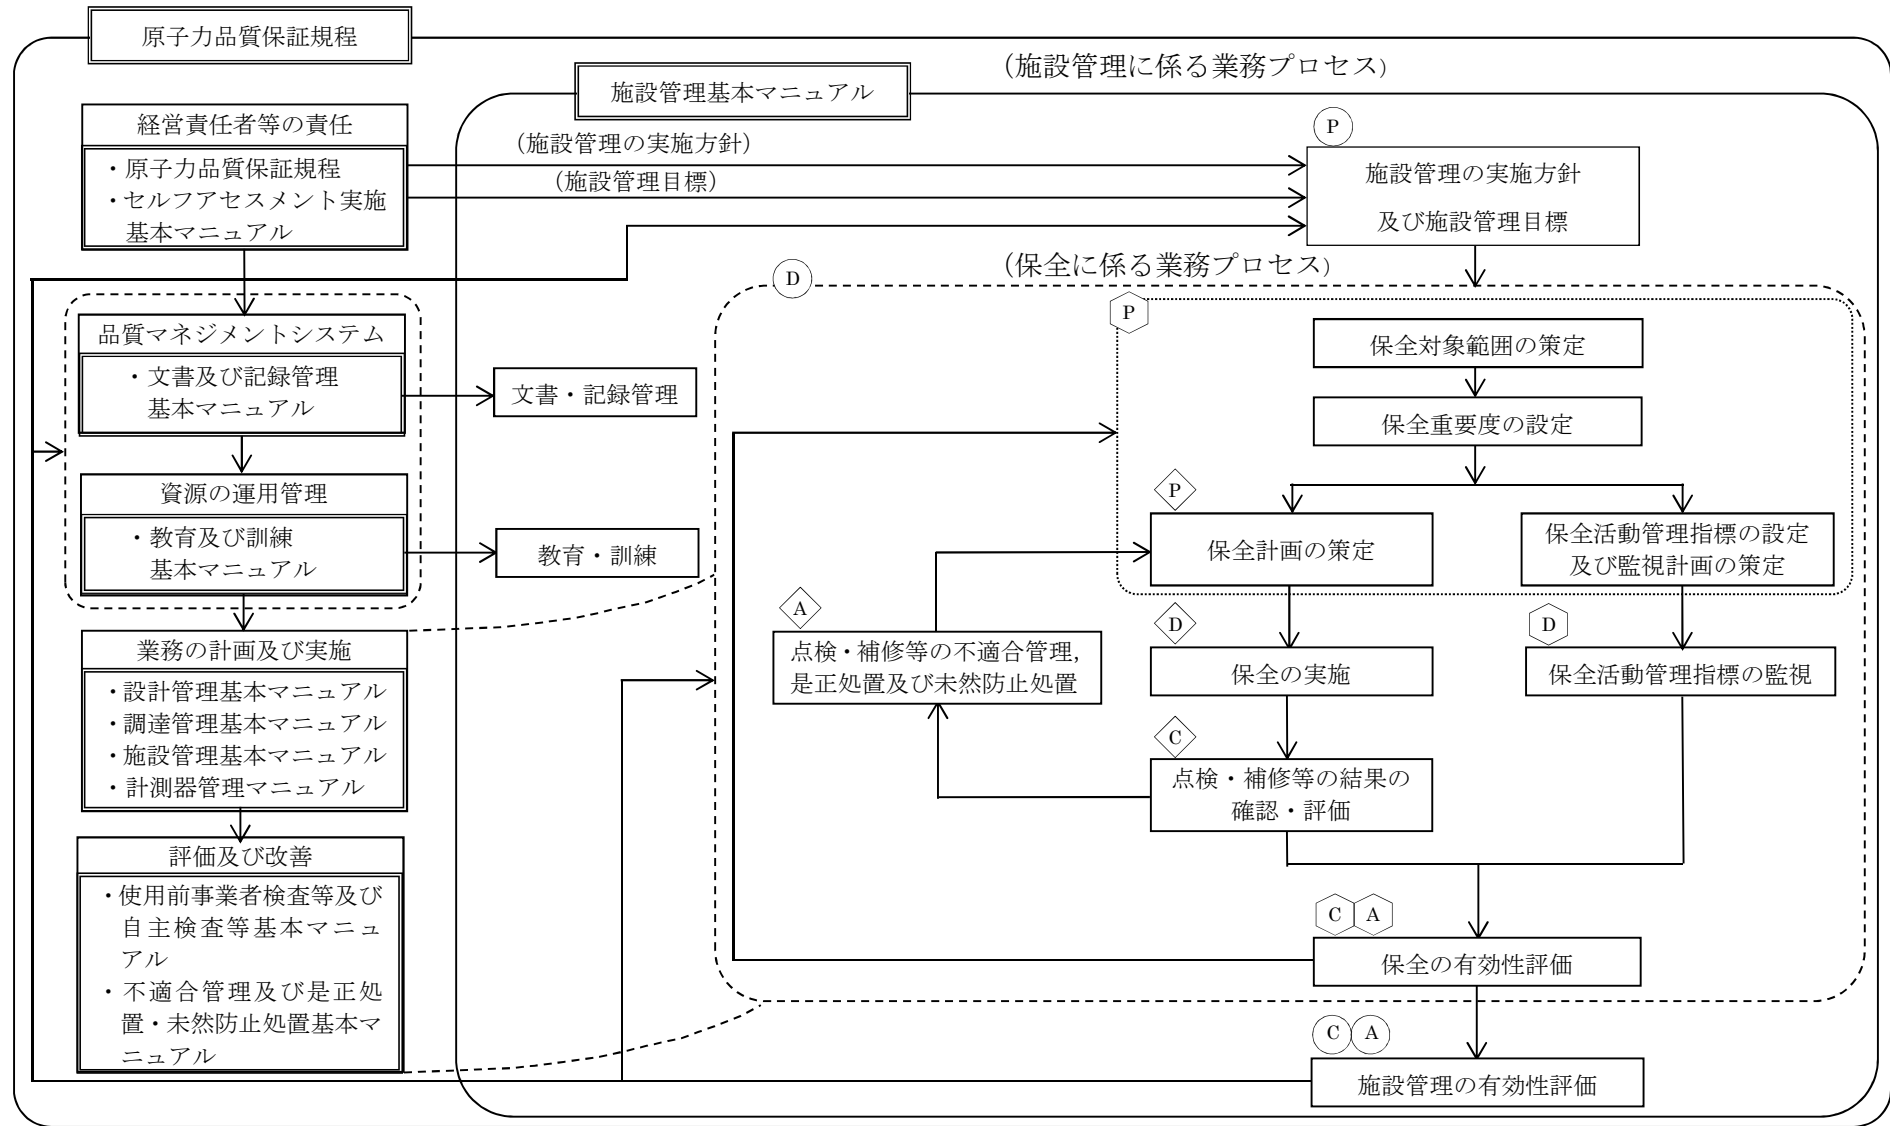 原子力品質保証規程
(施設管理に係る業務プロセス)
施設管理基本マニュアル
経営責任者等の責任
・原子力品質保証規程
・セルフアセスメント実施
基本マニュアル
(施設管理の実施方針)
(施設管理目標)
P
施設管理の実施方針
及び施設管理目標
(保全に係る業務プロセス)
D
品質マネジメントシステム
・文書及び記録管理
基本マニュアル
文書・記録管理
資源の運用管理
・教育及び訓練
基本マニュアル
教育・訓練
P
保全対象範囲の策定
保全重要度の設定
P
保全計画の策定
保全活動管理指標の設定
及び監視計画の策定
A
点検・補修等の不適合管理,
是正処置及び未然防止処置
D
保全の実施
D
保全活動管理指標の監視
業務の計画及び実施
・設計管理基本マニュアル
・調達管理基本マニュアル
・施設管理基本マニュアル
・計測器管理マニュアル
C
点検・補修等の結果の
確認・評価
評価及び改善
・使用前事業者検査等及び
自主検査等基本マニュ
アル
・不適合管理及び是正処
置・未然防止処置基本マ
ニュアル
C A
保全の有効性評価
C A
施設管理の有効性評価